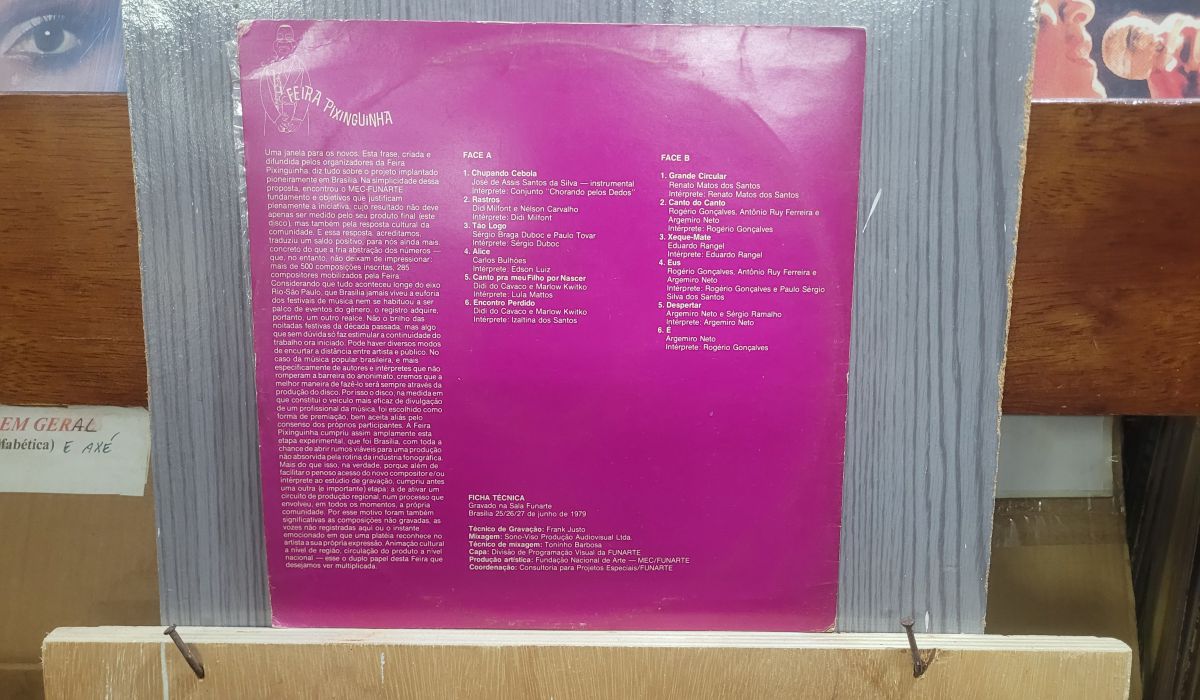 FEIRA PIXINGUINHA
Uma janela para os novos. Esta frase, criada e
difundida pelos organizadores da Feira
Pixinguinha, diz tudo sobre o projeto implantado
pioneiramente em Brasília. Na simplicidade dessa
proposta, encontrou o MEC-FUNARTE
fundamento e objetivos que justificam
plenamente a iniciativa, cujo resultado não deve
apenas ser medido pelo seu produto final (este
disco), mas também pela resposta cultural da
comunidade. E essa resposta, acreditamos,
traduziu um saldo positivo, para nós ainda mais
concreto do que a fria abstração dos números —
que, no entanto, não deixam de impressionar:
mais de 500 composições inscritas, 285
compositores mobilizados pela Feira.
Considerando que tudo aconteceu longe do eixo
Rio-São Paulo, que Brasília jamais viveu a euforia
dos festivais de música nem se habituou a ser
palco de eventos do gênero, o registro adquire,
portanto, um outro realce. Não o brilho das
noitadas festivas da década passada, mas algo
que sem dúvida só faz estimular a continuidade do
trabalho ora iniciado. Pode haver diversos modos
de encurtar a distância entre artista e público. No
caso da música popular brasileira, e mais
especificamente de autores e intérpretes que não
romperam a barreira do anonimato, cremos que a
melhor maneira de fazê-lo será sempre através da
produção do disco. Por isso o disco, na medida em
que constitui o veículo mais eficaz de divulgação
de um profissional da música, foi escolhido como
forma de premiação, bem aceita aliás pelo
consenso dos próprios participantes. A Feira
Pixinguinha cumpriu assim amplamente esta
etapa experimental, que foi Brasília, com toda a
chance de abrir rumos viáveis para uma produção
não absorvida pela rotina da indústria fonográfica.
Mais do que isso, na verdade, porque além de
facilitar o penoso acesso do novo compositor e/ou
intérprete ao estúdio de gravação, cumpriu antes
uma outra (e importante) etapa: a de ativar um
circuito de produção regional, num processo que
envolveu, em todos os momentos, a própria
comunidade. Por esse motivo foram também
significativas as composições não gravadas, as
vozes não registradas aqui ou o instante
emocionado em que uma platéia reconhece no
artista a sua própria expressão. Animação cultural
a nível de região, circulação do produto a nível
nacional — esse o duplo papel desta Feira que
desejamos ver multiplicada.
FACE A
1. Chupando Cebola
José de Assis Santos da Silva — instrumental
Intérprete: Conjunto "Chorando pelos Dedos"
2. Rastros
Didi Milfont e Nelson Carvalho
Intérprete: Didi Milfont
3. Tão Logo
Sérgio Braga Duboc e Paulo Tovar
Intérprete: Sérgio Duboc
4. Alice
Carlos Bulhões
Intérprete: Edson Luiz
5. Canto pra meu Filho por Nascer
Didi do Cavaco e Marlow Kwitko
Intérprete: Lula Mattos
6. Encontro Perdido
Didi do Cavaco e Marlow Kwitko
Intérprete: Izaltina dos Santos
FACE B
1. Grande Circular
Renato Matos dos Santos
Intérprete: Renato Matos dos Santos
2. Canto do Canto
Rogério Gonçalves, Antônio Ruy Ferreira e
Argemiro Neto
Intérprete: Rogério Gonçalves
3. Xeque-Mate
Eduardo Rangel
Intérprete: Eduardo Rangel
4. Eus
Rogério Gonçalves, Antônio Ruy Ferreira e
Argemiro Neto
Intérprete: Rogério Gonçalves e Paulo Sérgio
Silva dos Santos
5. Despertar
Argemiro Neto e Sérgio Ramalho
Intérprete: Argemiro Neto
6. É
Argemiro Neto
Intérprete: Rogério Gonçalves
FICHA TÉCNICA
Gravado na Sala Funarte
Brasília 25/26/27 de junho de 1979
Técnico de Gravação: Frank Justo
Mixagem: Sono-Viso Produção Audiovisual Ltda.
Técnico de mixagem: Toninho Barbosa
Capa: Divisão de Programação Visual da FUNARTE
Produção artística: Fundação Nacional de Arte — MEC/FUNARTE
Coordenação: Consultoria para Projetos Especiais/FUNARTE
EM GERAL
fabética) E AXÉ